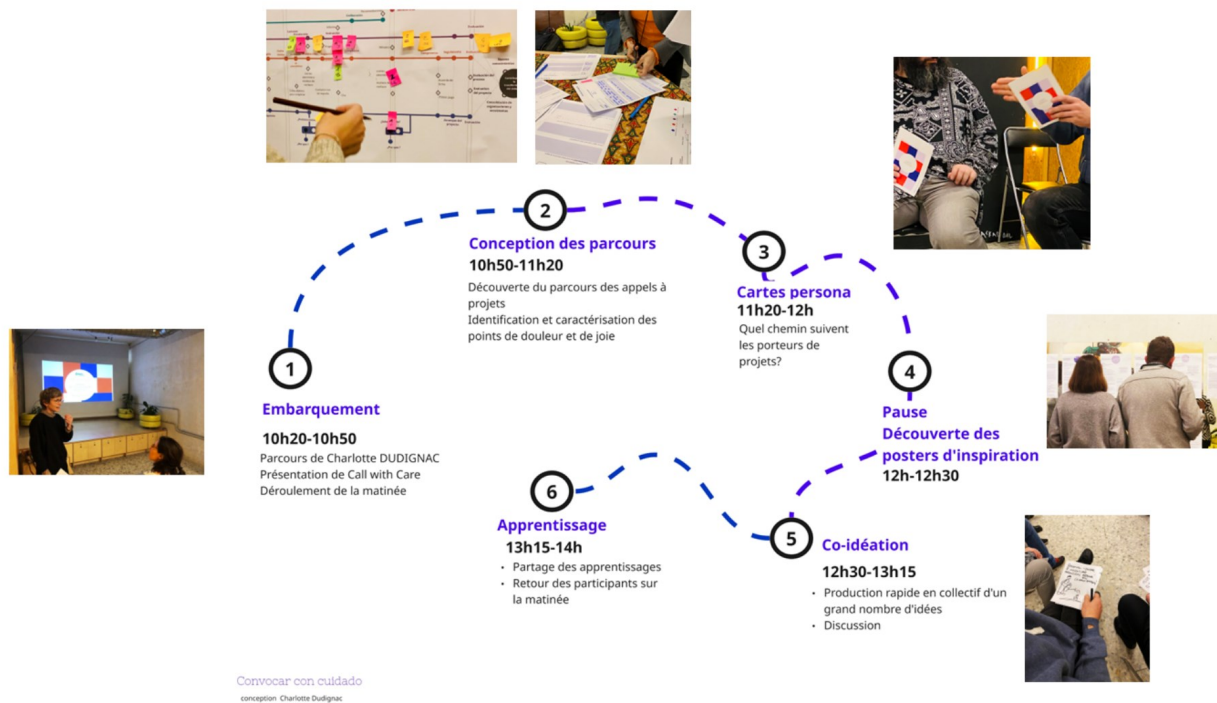 1
Embarquement
10h20-10h50
Parcours de Charlotte DUDIGNAC
Présentation de Call with Care
Déroulement de la matinée
2
Conception des parcours
10h50-11h20
Découverte du parcours des appels à
projets
Identification et caractérisation des
points de douleur et de joie
3
Cartes persona
11h20-12h
Quel chemin suivent
les porteurs de
projets?
4
Pause
Découverte des
posters d'inspiration
12h-12h30
5
Co-idéation
12h30-13h15
• Production rapide en collectif d'un
grand nombre d'idées
• Discussion
6
Apprentissage
13h15-14h
• Partage des apprentissages
• Retour des participants sur
la matinée
Convocar con cuidado
conception Charlotte Dudignac